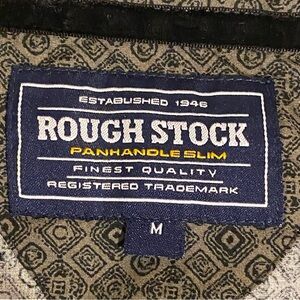 ESTABLISHED 1946
ROUGH STOCK
PANHANDLE SLIM
FINEST QUALITY
REGISTERED TRADEMARK
M